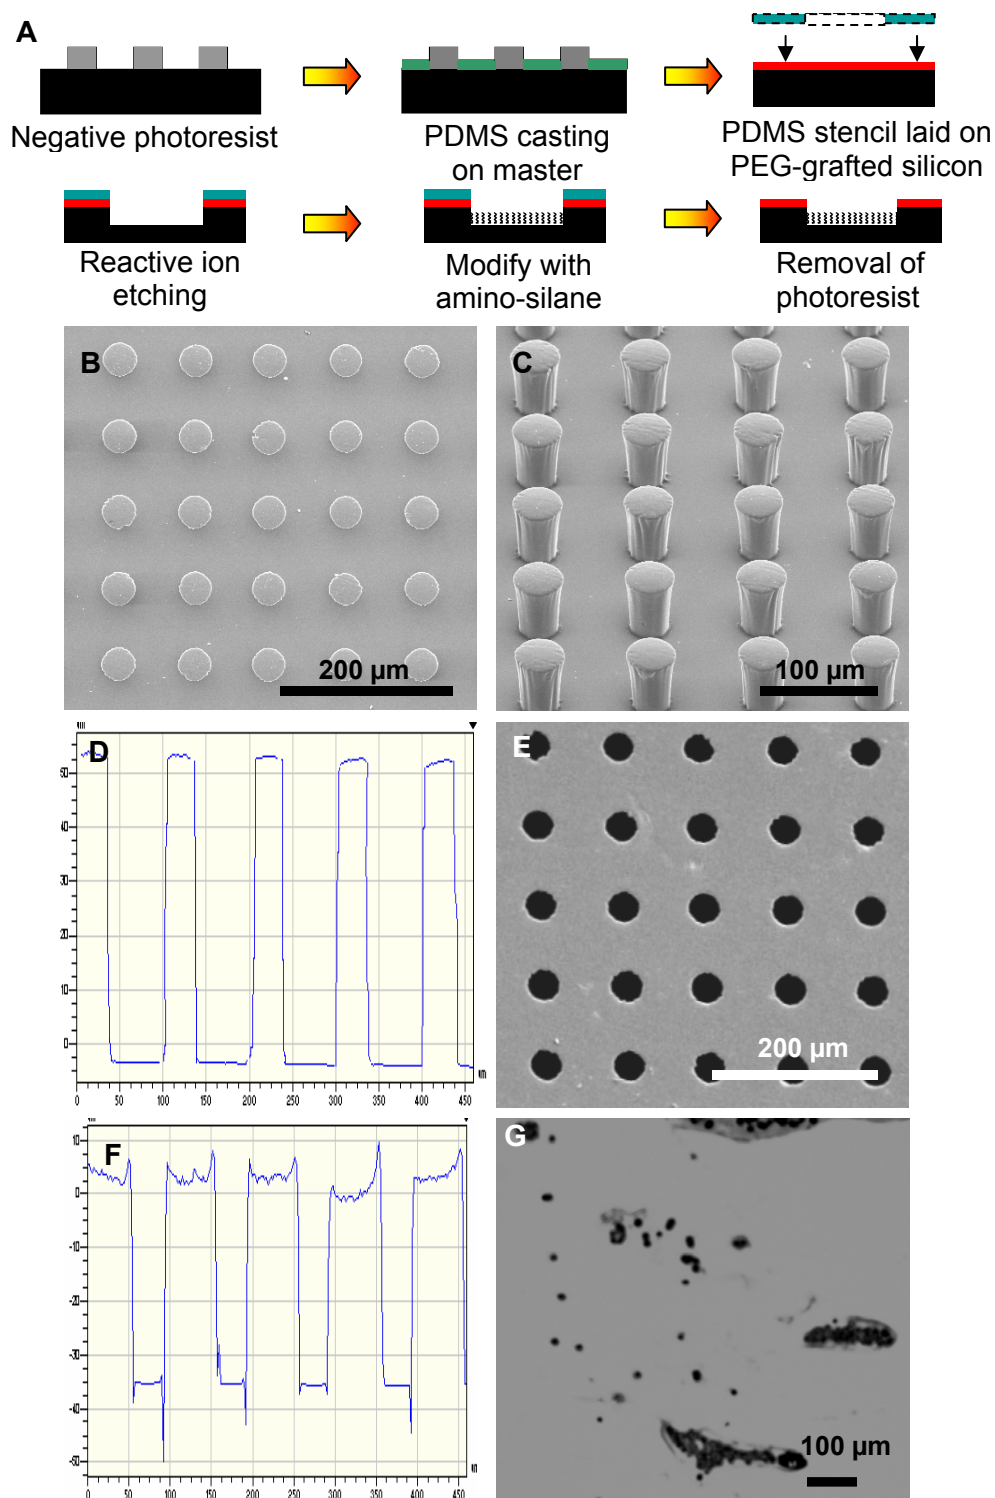 A
Negative photoresist
PDMS casting
on master
PDMS stencil laid on
PEG-grafted silicon
Reactive ion
etching
Modify with
amino-silane
Removal of
photoresist
B
200 µm
C
100 µm
D
50
40
30
20
10
0
0 50 100 150 200 250 300 350 400 450
um
E
200 µm
F
10
0
-10
-20
-30
-40
-50
0 50 100 150 200 250 300 350 400 450
um
G
100 µm